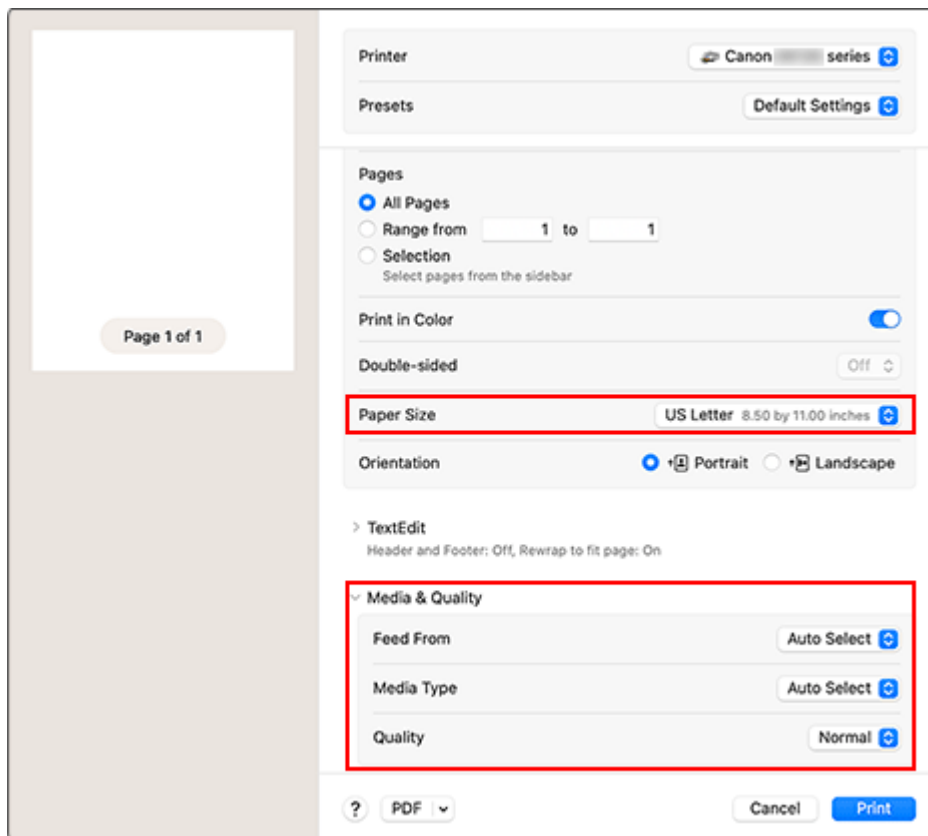 Printer
Canon series
Presets
Default Settings
Pages
All Pages
Range from 1 to 1
Selection
Select pages from the sidebar
Print in Color
Page 1 of 1
Double-sided Off
Paper Size US Letter 8.50 by 11.00 inches
Orientation Portrait Landscape
TextEdit
Header and Footer: Off, Rewrap to fit page: On
Media & Quality
Feed From Auto Select
Media Type Auto Select
Quality Normal
? PDF Cancel Print